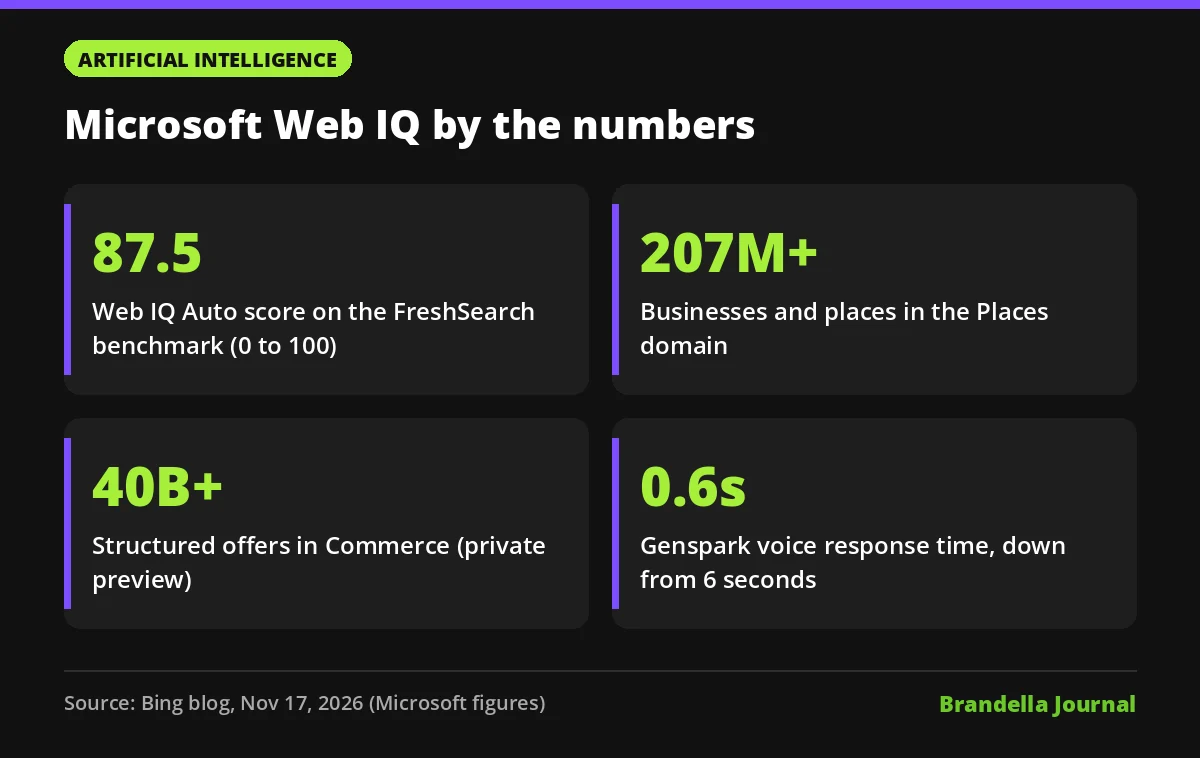 ARTIFICIAL INTELLIGENCE
Microsoft Web IQ by the numbers
87.5
Web IQ Auto score on the FreshSearch
benchmark (0 to 100)
207M+
Businesses and places in the Places
domain
40B+
Structured offers in Commerce (private
preview)
0.6s
Genspark voice response time, down
from 6 seconds
Source: Bing blog, Nov 17, 2026 (Microsoft figures)
Brandella Journal